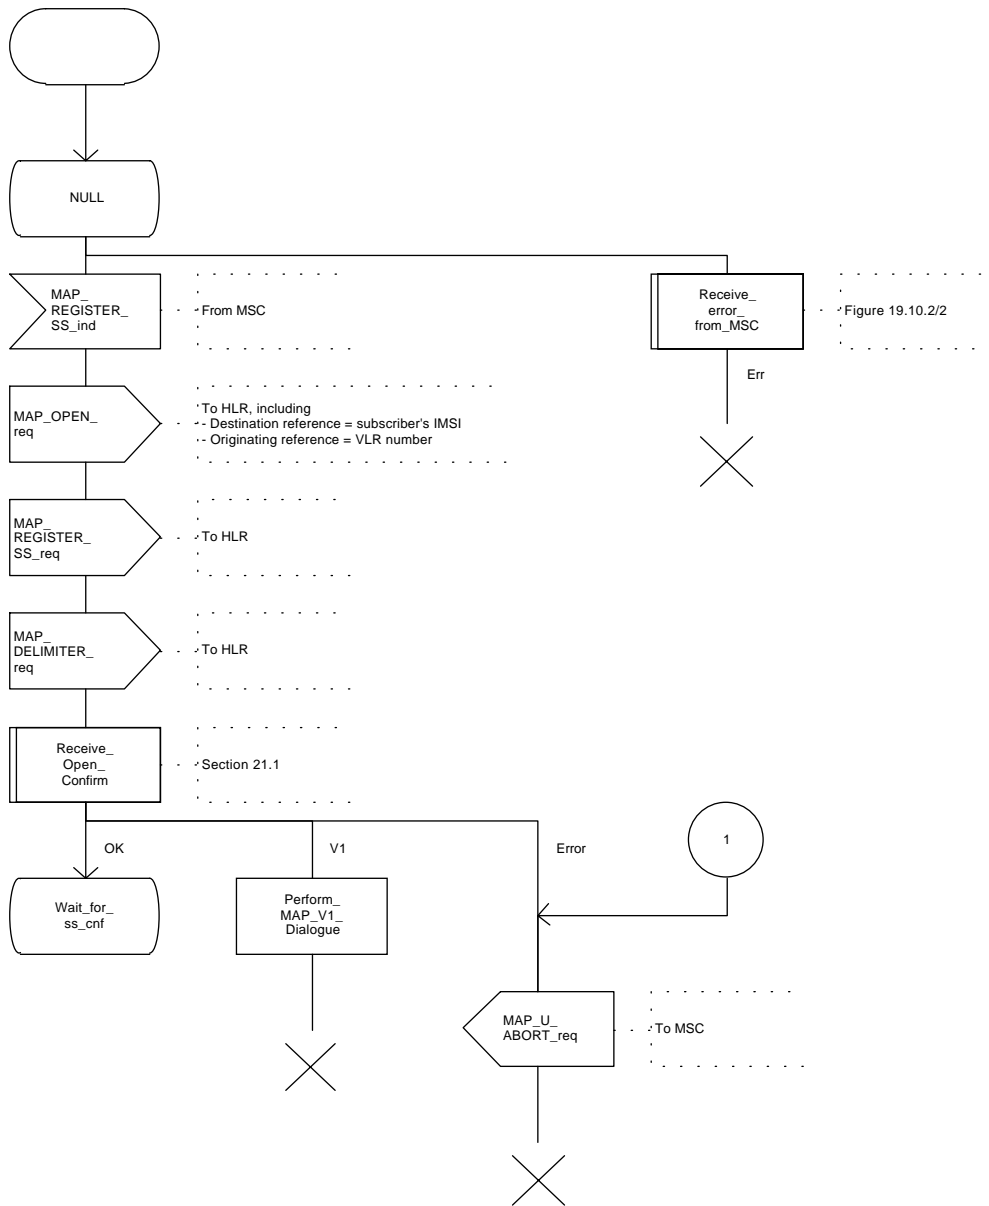 NULL
MAP_
REGISTER_
SS_ind
From MSC
Receive_
error_
from_MSC
Figure 19.10.2/2
Err
MAP_OPEN_
req
To HLR, including
- Destination reference = subscriber's IMSI
- Originating reference = VLR number
MAP_
REGISTER_
SS_req
To HLR
MAP_
DELIMITER_
req
To HLR
Receive_
Open_
Confirm
Section 21.1
OK
V1
Error
1
Wait_for_
ss_cnf
Perform_
MAP_V1_
Dialogue
MAP_U_
ABORT_req
To MSC